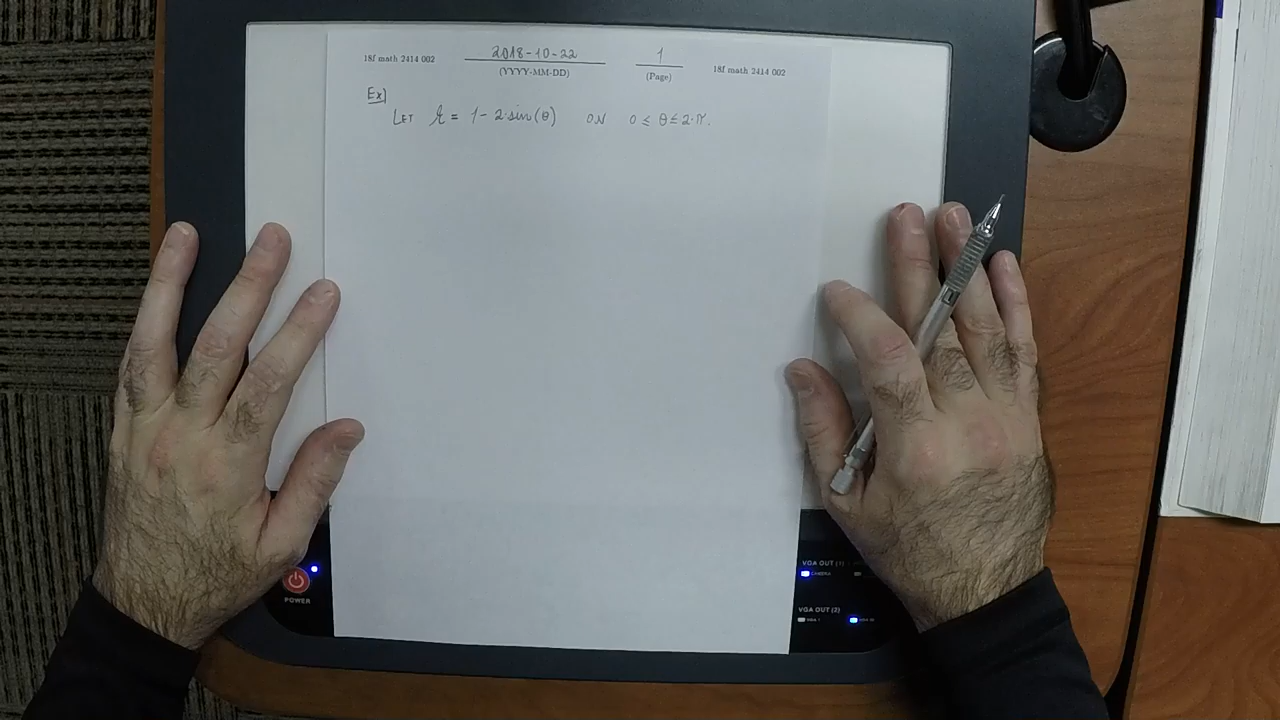 18f math 2414 002 2018-10-22 1 18f math 2414 002
(YYYY-MM-DD) (Page)
Ex)
LET r = 1 - 2·sin(θ) ON 0 ≤ θ ≤ 2·π.
POWER
VGA OUT (1)
CAMERA
VGA OUT (2)